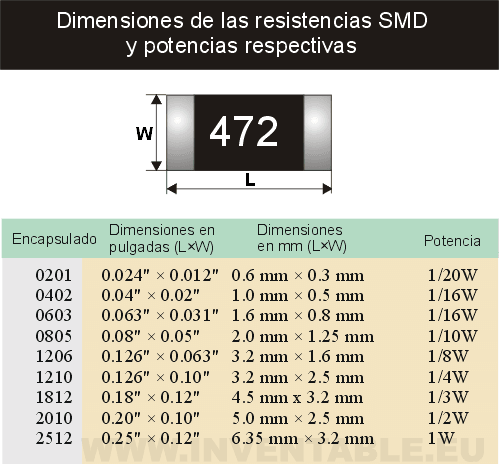 Dimensiones de las resistencias SMD
y potencias respectivas
W
472
L
Encapsulado Dimensiones en pulgadas (L×W) Dimensiones en mm (L×W) Potencia
0201 0.024" × 0.012" 0.6 mm × 0.3 mm 1/20W
0402 0.04" × 0.02" 1.0 mm × 0.5 mm 1/16W
0603 0.063" × 0.031" 1.6 mm × 0.8 mm 1/16W
0805 0.08" × 0.05" 2.0 mm × 1.25 mm 1/10W
1206 0.126" × 0.063" 3.2 mm × 1.6 mm 1/8W
1210 0.126" × 0.10" 3.2 mm × 2.5 mm 1/4W
1812 0.18" × 0.12" 4.5 mm x 3.2 mm 1/3W
2010 0.20" × 0.10" 5.0 mm × 2.5 mm 1/2W
2512 0.25" × 0.12" 6.35 mm × 3.2 mm 1W
WWW.INVENTABLE.EU